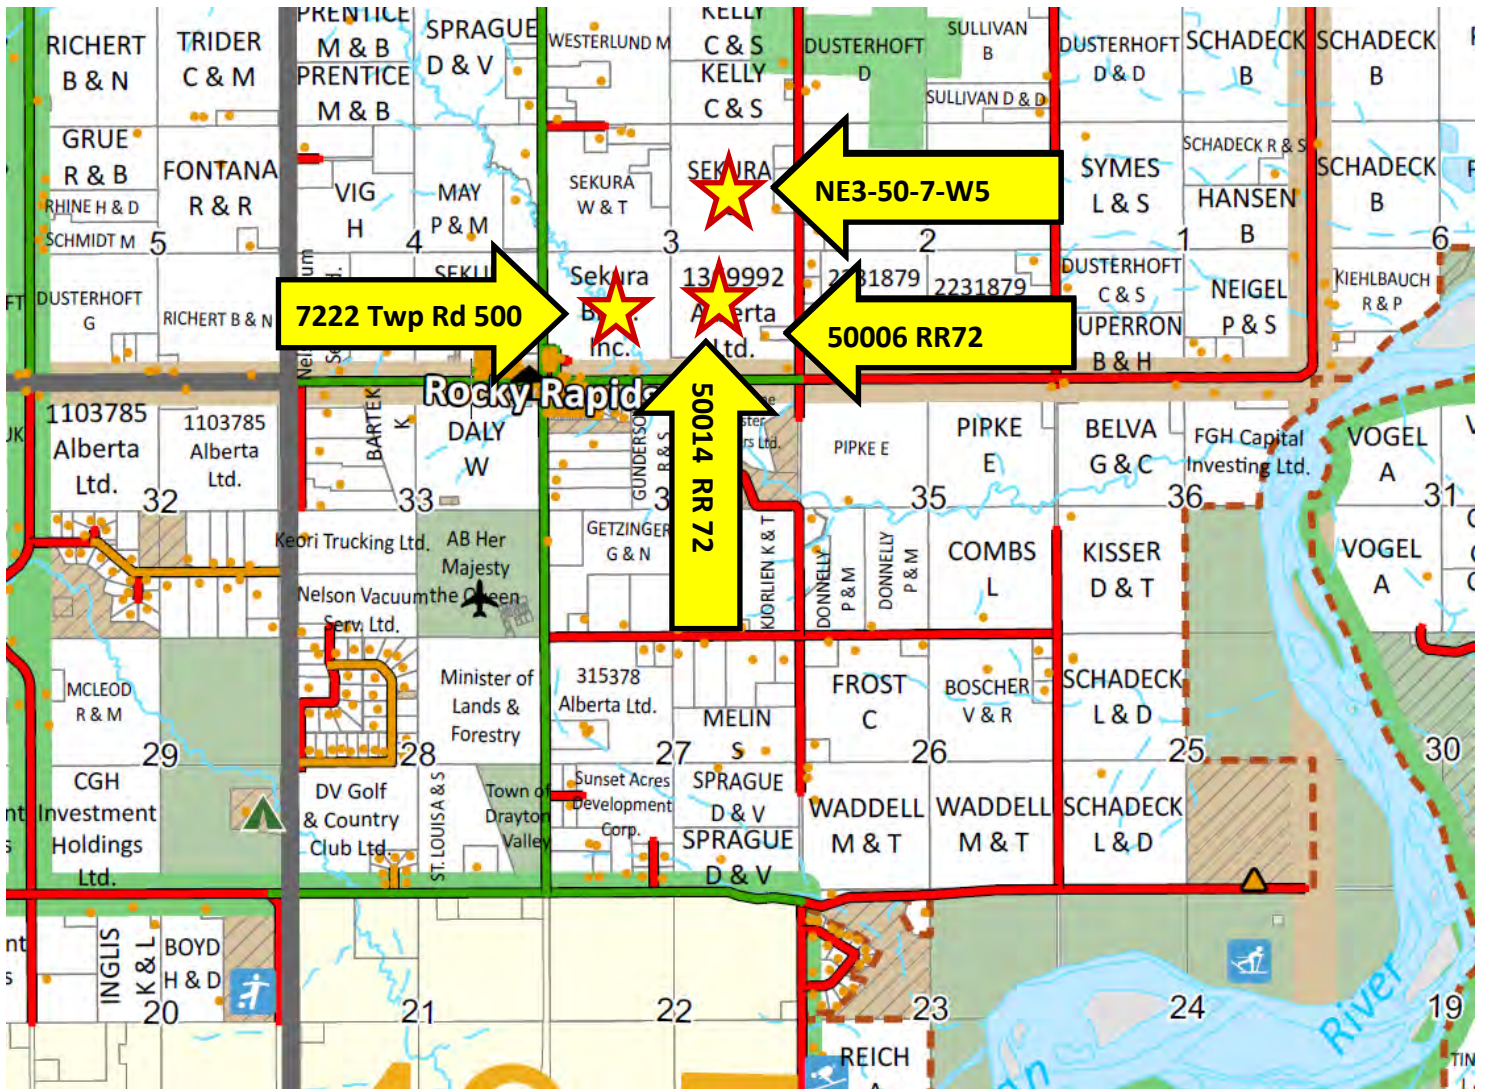 PRENTICE
M & B
PRENTICE
M & B
RICHERT
B & N
TRIDER
C & M
SPRAGUE
D & V
WESTERLUND M
KELLY
C & S
KELLY
C & S
DUSTERHOFT
D
SULLIVAN
B
SULLIVAN D & D
DUSTERHOFT
D & D
SCHADECK
B
SCHADECK
B
GRUE
R & B
RHINE H & D
SCHMIDT M
FONTANA
R & R
VIG
H
MAY
P & M
SEKURA
W & T
SEKURA
NE3-50-7-W5
SYMES
L & S
SCHADECK R & S
HANSEN
B
SCHADECK
B
5
4
3
2
1
6
DUSTERHOFT
G
RICHERT B & N
7222 Twp Rd 500
Sekura
Inc.
Ltd.
2231879
50006 RR72
DUSTERHOFT
C & S
B & H
NEIGEL
P & S
KIEHLBAUCH
R & P
Rocky Rapids
50014 RR 72
1103785
Alberta
Ltd.
1103785
Alberta
Ltd.
BARTEK
K
DALY
W
GUNDERSON
R & S
PIPKE E
PIPKE
E
BELVA
G & C
FGH Capital
Investing Ltd.
VOGEL
A
32
33
35
36
31
Keori Trucking Ltd.
AB Her
Majesty
the Queen
GETZINGER
G & N
KORLIEN K & T
DONNELLY
P & M
DONNELLY
P & M
COMBS
L
KISSER
D & T
VOGEL
A
Nelson Vacuum
Serv. Ltd.
MCLEOD
R & M
Minister of
Lands &
Forestry
315378
Alberta Ltd.
MELIN
S
FROST
C
BOSCHER
V & R
SCHADECK
L & D
29
28
27
26
25
30
CGH
Investment
Holdings
Ltd.
DV Golf
& Country
Club Ltd.
ST. LOUIS A & S
Town of
Drayton
Valley
Sunset Acres
Development
Corp.
SPRAGUE
D & V
SPRAGUE
D & V
WADDELL
M & T
WADDELL
M & T
SCHADECK
L & D
INGLIS
K & L
BOYD
H & D
20
21
22
23
24
19
River
REICH